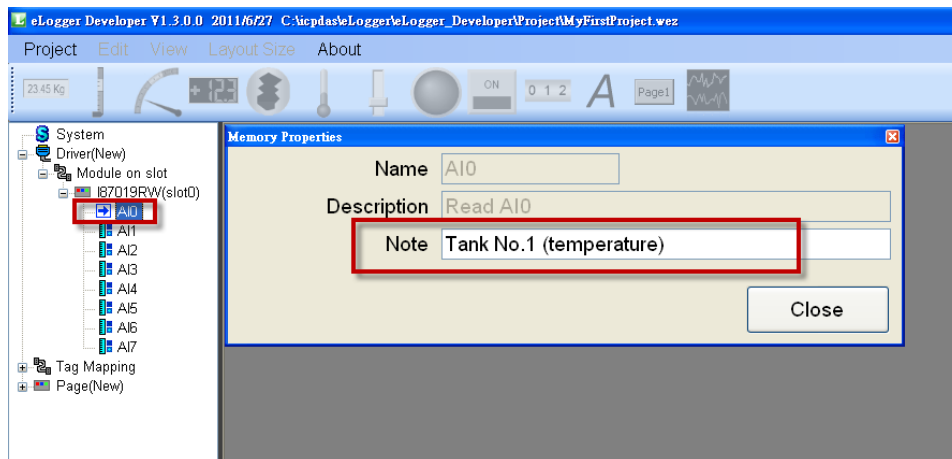 eLogger Developer V1.3.0.0 2011/6/27 C:\icpdas\eLogger\eLogger_Developer\Project\MyFirstProject.wez
Project Edit View Layout Size About
23.45 Kg
+123
ON
0 1 2
A
Page1
System
Driver(New)
Module on slot
I87019RW(slot0)
AI0
AI1
AI2
AI3
AI4
AI5
AI6
AI7
Tag Mapping
Page(New)
Memory Properties
Name AI0
Description Read AI0
Note Tank No.1 (temperature)
Close